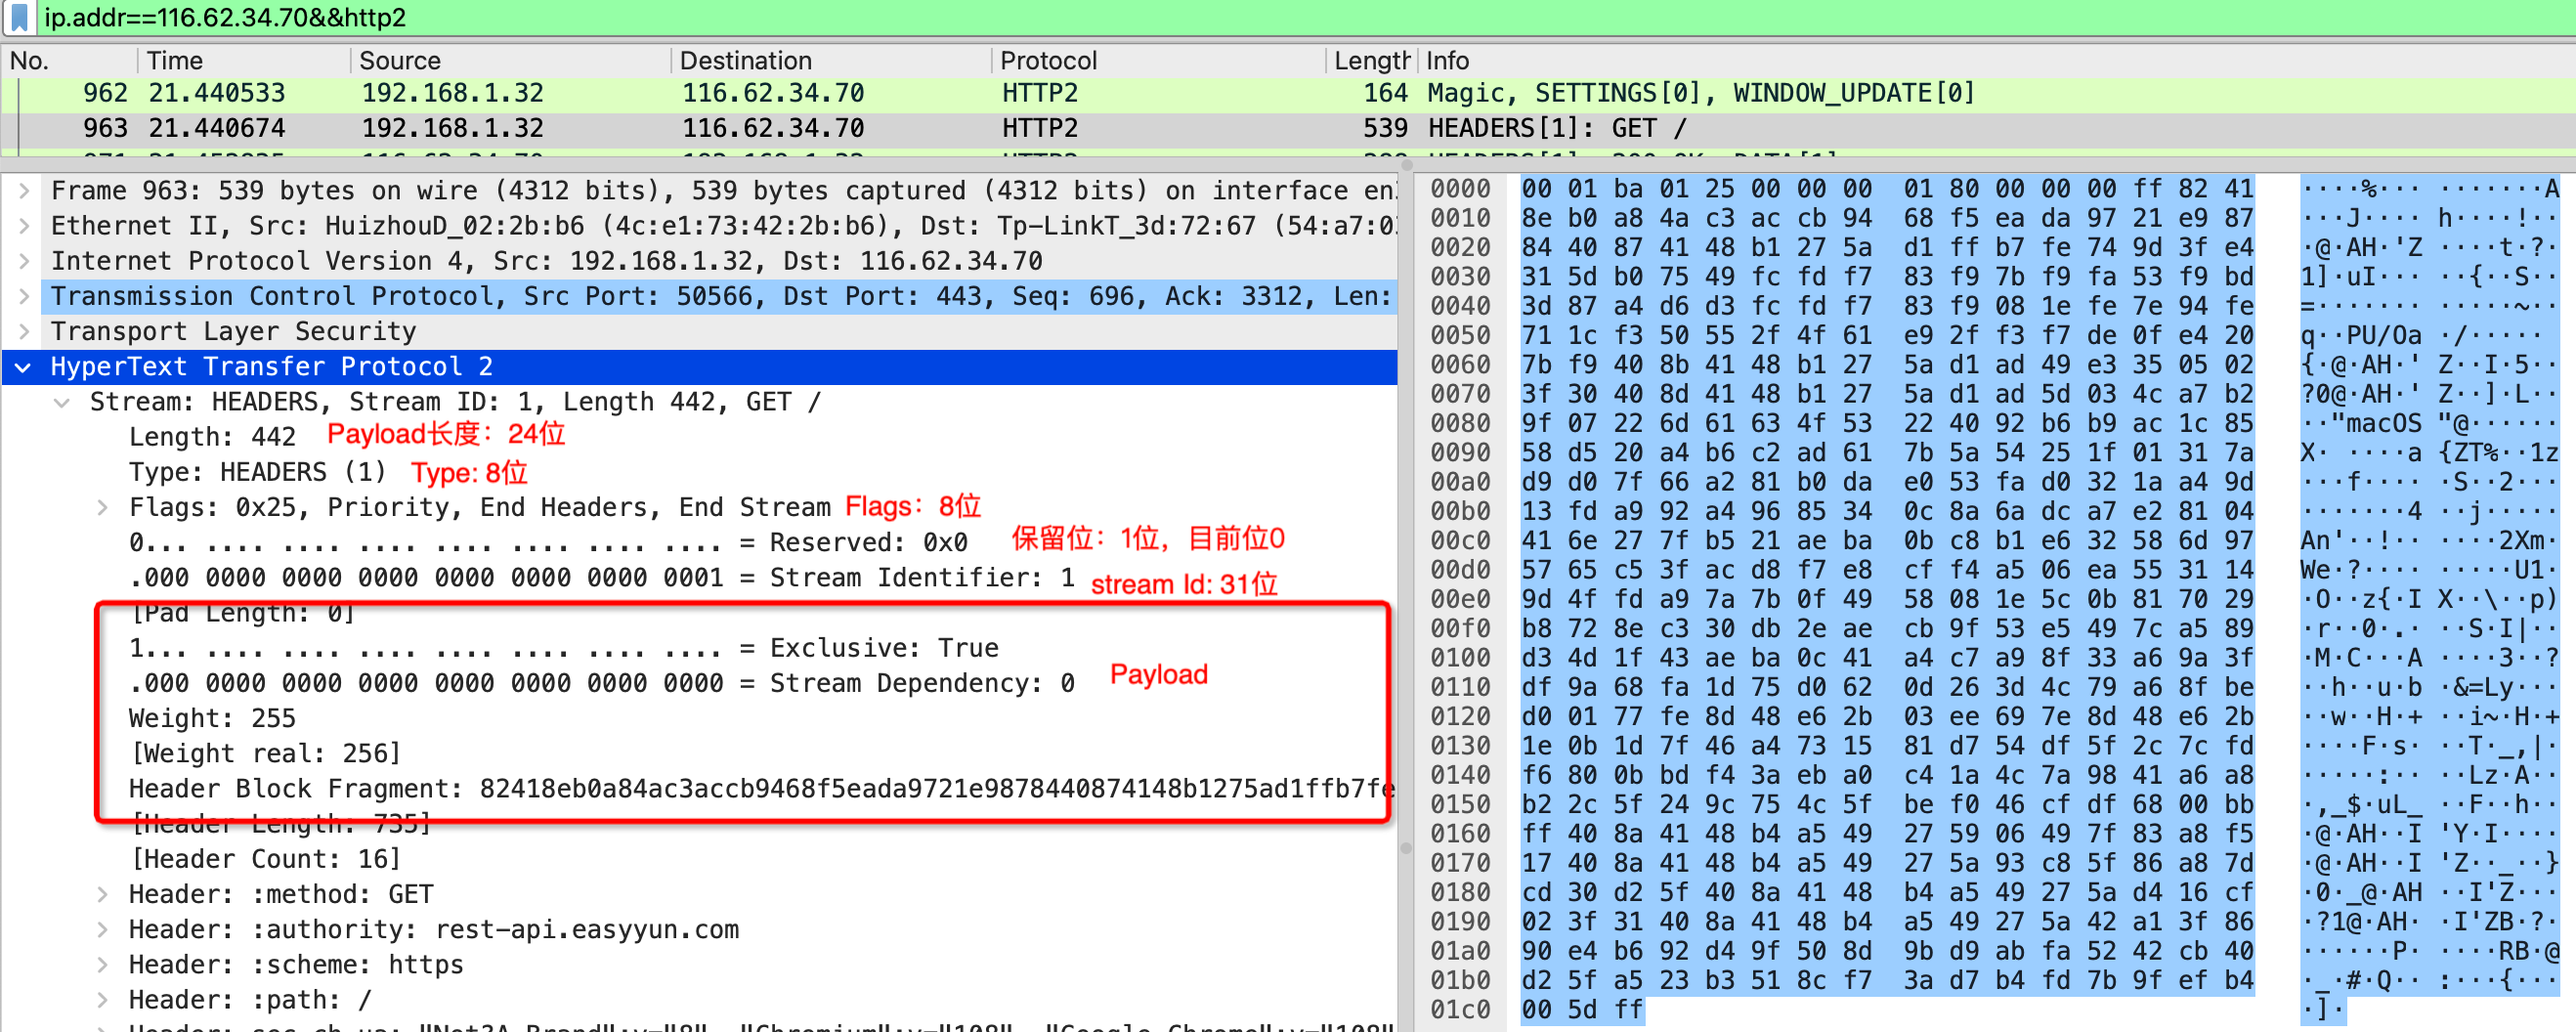 ip.addr==116.62.34.70&&http2
No. Time Source Destination Protocol Length Info
962 21.440533 192.168.1.32 116.62.34.70 HTTP2 164 Magic, SETTINGS[0], WINDOW_UPDATE[0]
963 21.440674 192.168.1.32 116.62.34.70 HTTP2 539 HEADERS[1]: GET /
Frame 963: 539 bytes on wire (4312 bits), 539 bytes captured (4312 bits) on interface en
Ethernet II, Src: HuizhouD_02:2b:b6 (4c:e1:73:42:2b:b6), Dst: Tp-LinkT_3d:72:67 (54:a7:0
Internet Protocol Version 4, Src: 192.168.1.32, Dst: 116.62.34.70
Transmission Control Protocol, Src Port: 50566, Dst Port: 443, Seq: 696, Ack: 3312, Len:
Transport Layer Security
HyperText Transfer Protocol 2
Stream: HEADERS, Stream ID: 1, Length 442, GET /
Length: 442 Payload长度：24位
Type: HEADERS (1) Type: 8位
Flags: 0x25, Priority, End Headers, End Stream Flags：8位
0... .... .... .... .... .... .... .... = Reserved: 0x0 保留位：1位，目前位0
.000 0000 0000 0000 0000 0000 0000 0001 = Stream Identifier: 1 stream Id: 31位
[Pad Length: 0]
1... .... .... .... .... .... .... .... = Exclusive: True
.000 0000 0000 0000 0000 0000 0000 0000 = Stream Dependency: 0 Payload
Weight: 255
[Weight real: 256]
Header Block Fragment: 82418eb0a84ac3accb9468f5eada9721e9878440874148b1275ad1ffb7fe
[Header Length: 735]
[Header Count: 16]
Header: :method: GET
Header: :authority: rest-api.easyyun.com
Header: :scheme: https
Header: :path: /
0000 00 01 ba 01 25 00 00 00 01 80 00 00 00 ff 82 41 ····%··· ·······A
0010 8e b0 a8 4a c3 ac cb 94 68 f5 ea da 97 21 e9 87 ···J···· h····!··
0020 84 40 87 41 48 b1 27 5a d1 ff b7 fe 74 9d 3f e4 ·@·AH·'Z ····t·?·
0030 31 5d b0 75 49 fc fd f7 83 f9 7b f9 fa 53 f9 bd 1]·uI··· ··{··S··
0040 3d 87 a4 d6 d3 fc fd f7 83 f9 08 1e fe 7e 94 fe =······· ·····~··
0050 71 1c f3 50 55 2f 4f 61 e9 2f f3 f7 de 0f e4 20 q··PU/Oa ·/·····
0060 7b f9 40 8b 41 48 b1 27 5a d1 ad 49 e3 35 05 02 {·@·AH·' Z··I·5··
0070 3f 30 40 8d 41 48 b1 27 5a d1 ad 5d 03 4c a7 b2 ?0@·AH·' Z··]·L··
0080 9f 07 22 6d 61 63 4f 53 22 40 92 b6 b9 ac 1c 85 ··"macOS "@······
0090 58 d5 20 a4 b6 c2 ad 61 7b 5a 54 25 1f 01 31 7a X· ····a {ZT%··1z
00a0 d9 d0 7f 66 a2 81 b0 da e0 53 fa d0 32 1a a4 9d ···f···· ·S··2···
00b0 13 fd a9 92 a4 96 85 34 0c 8a 6a dc a7 e2 81 04 ·······4 ··j·····
00c0 41 6e 27 7f b5 21 ae ba 0b c8 b1 e6 32 58 6d 97 An'··!·· ····2Xm·
00d0 57 65 c5 3f ac d8 f7 e8 cf f4 a5 06 ea 55 31 14 We·?···· ·····U1·
00e0 9d 4f fd a9 7a 7b 0f 49 58 08 1e 5c 0b 81 70 29 ·O··z{·I X··\··p)
00f0 b8 72 8e c3 30 db 2e ae cb 9f 53 e5 49 7c a5 89 ·r··0·.· ··S·I|··
0100 d3 4d 1f 43 ae ba 0c 41 a4 c7 a9 8f 33 a6 9a 3f ·M·C···A ····3··?
0110 df 9a 68 fa 1d 75 d0 62 0d 26 3d 4c 79 a6 8f be ··h··u·b ·&=Ly···
0120 d0 01 77 fe 8d 48 e6 2b 03 ee 69 7e 8d 48 e6 2b ··w··H·+ ··i~·H·+
0130 1e 0b 1d 7f 46 a4 73 15 81 d7 54 df 5f 2c 7c fd ····F·s· ··T·_,|·
0140 f6 80 0b bd f4 3a eb a0 c4 1a 4c 7a 98 41 a6 a8 ·····:·· ··Lz·A··
0150 b2 2c 5f 24 9c 75 4c 5f be f0 46 cf df 68 00 bb ·,_$·uL_ ··F··h··
0160 ff 40 8a 41 48 b4 a5 49 27 59 06 49 7f 83 a8 f5 ·@·AH··I 'Y·I····
0170 17 40 8a 41 48 b4 a5 49 27 5a 93 c8 5f 86 a8 7d ·@·AH··I 'Z··_··}
0180 cd 30 d2 5f 40 8a 41 48 b4 a5 49 27 5a d4 16 cf ·0·_@·AH ··I'Z···
0190 02 3f 31 40 8a 41 48 b4 a5 49 27 5a 42 a1 3f 86 ·?1@·AH· ·I'ZB·?·
01a0 90 e4 b6 92 d4 9f 50 8d 9b d9 ab fa 52 42 cb 40 ······P· ····RB·@
01b0 d2 5f a5 23 b3 51 8c f7 3a d7 b4 fd 7b 9f ef b4 ·_·#·Q·· :···{···
01c0 00 5d ff ·]·